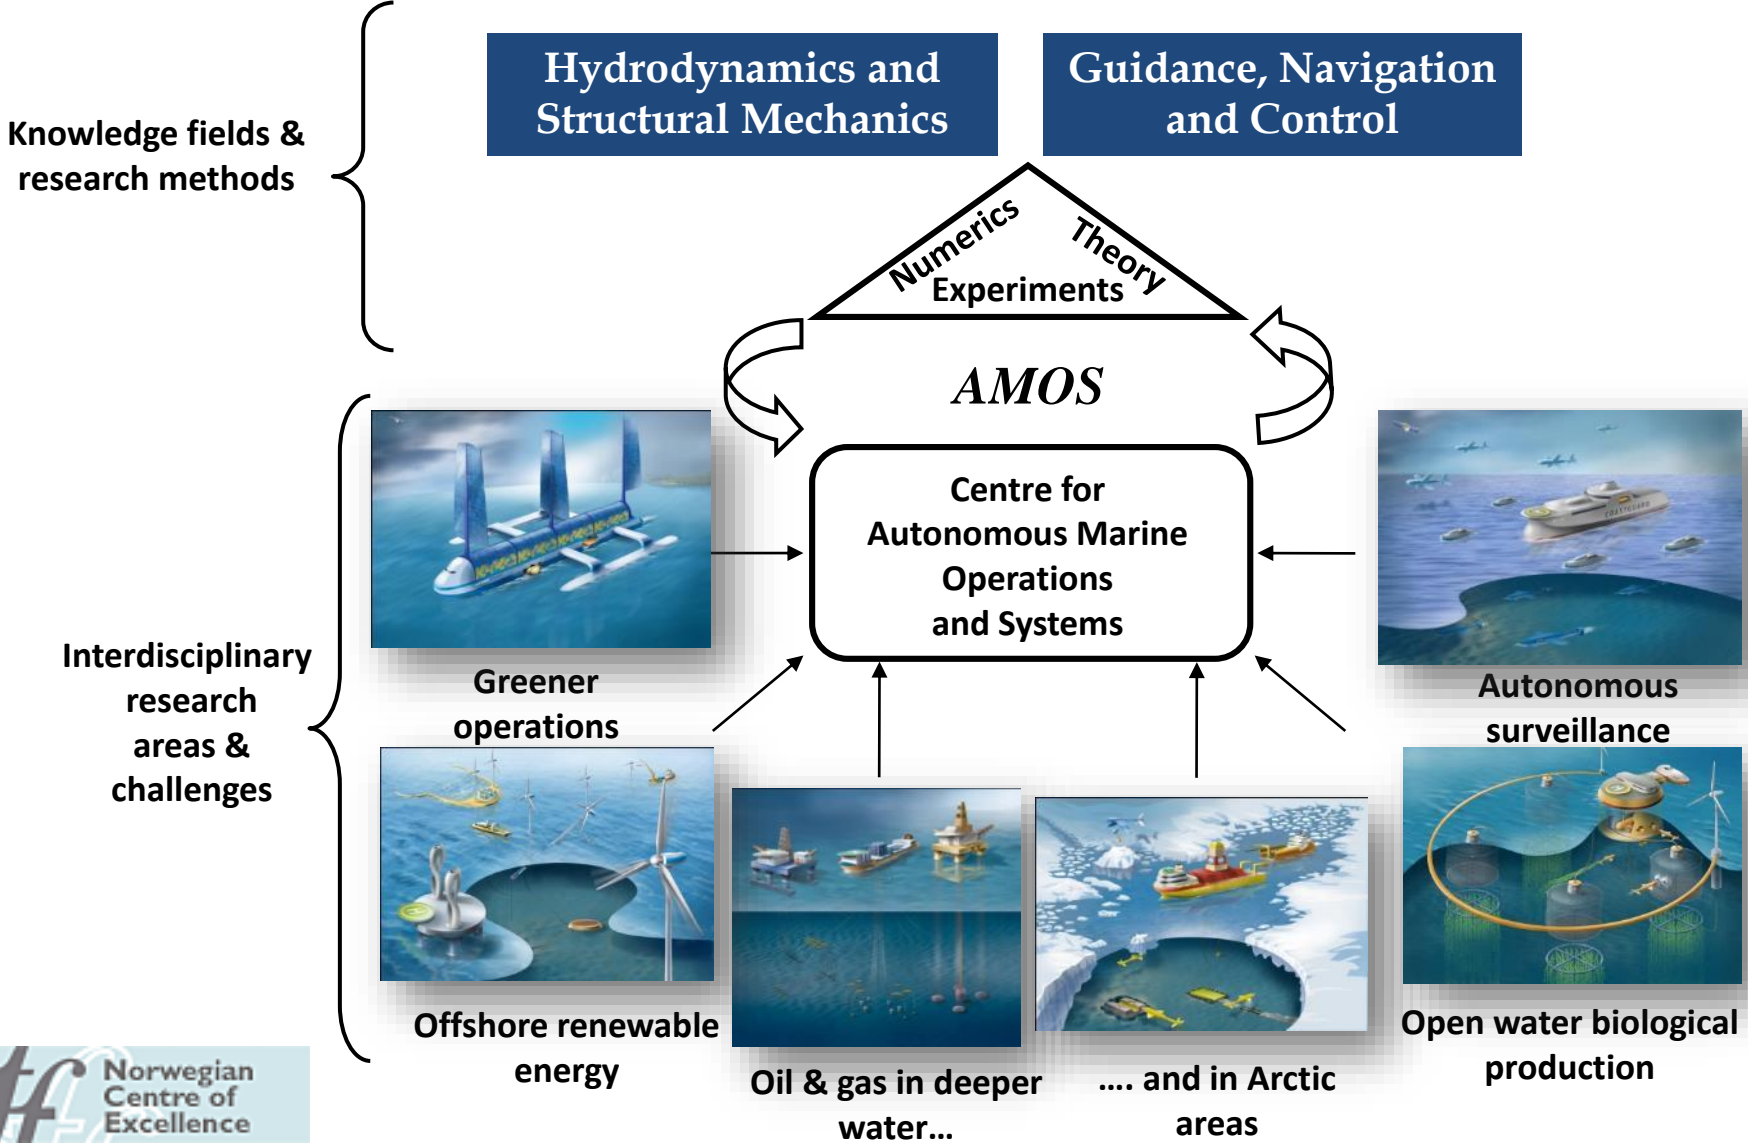 Hydrodynamics and
Structural Mechanics
Guidance, Navigation
and Control
Knowledge fields &
research methods
Numerics
Theory
Experiments
AMOS
Centre for
Autonomous Marine
Operations
and Systems
COASTGUARD
Interdisciplinary
research
areas &
challenges
Greener
operations
Autonomous
surveillance
Offshore renewable
energy
Oil & gas in deeper
water...
.... and in Arctic
areas
Open water biological
production
Norwegian
Centre of
Excellence